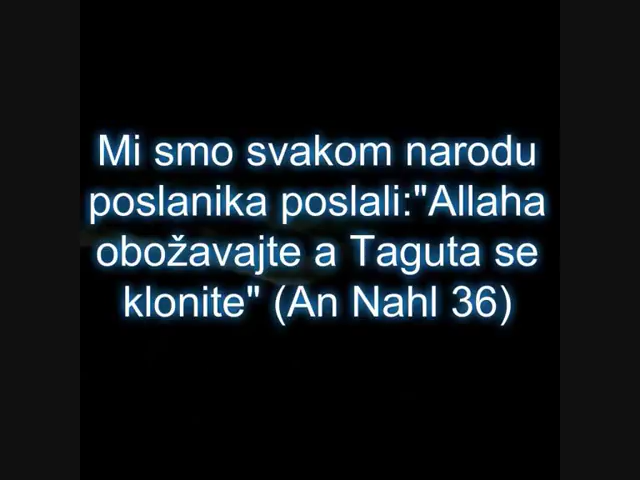 Mi smo svakom narodu
poslanika poslali:"Allaha
obožavajte a Taguta se
klonite" (An Nahl 36)